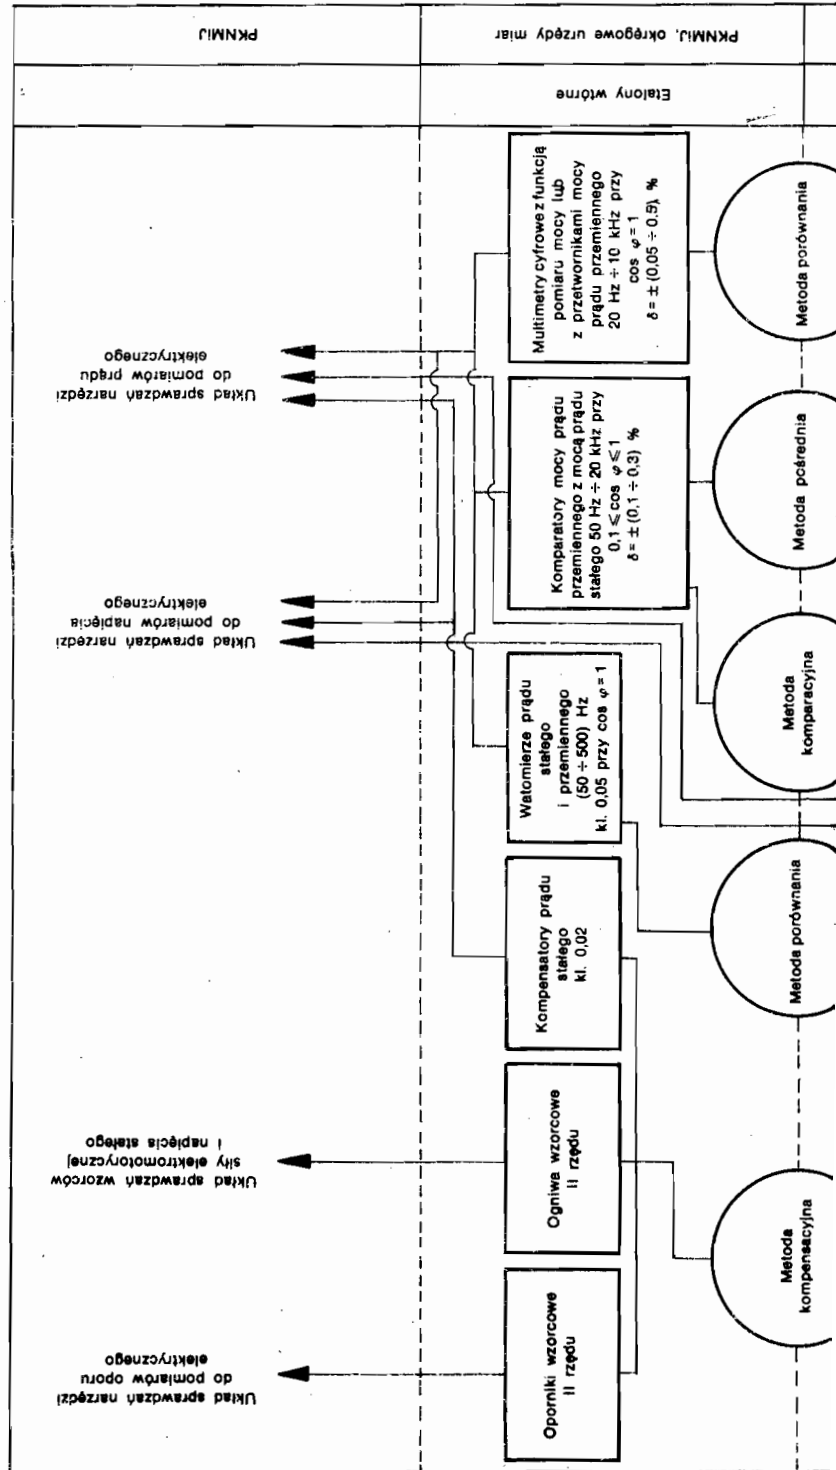 PKNMiJ
PKNMiJ, okręgowe urzędy miar
Etalony wtórne
Układ sprawdzań narzędzi
do pomiarów oporu
elektrycznego
Układ sprawdzań wzorców
siły elektromotorycznej
i napięcia stałego
Układ sprawdzań narzędzi
do pomiarów napięcia
elektrycznego
Układ sprawdzań narzędzi
do pomiarów prądu
elektrycznego
Oporniki wzorcowe
II rzędu
Ogniwa wzorcowe
II rzędu
Kompensatory prądu
stałego
kl. 0,02
Watomierze prądu
stałego
i przemiennego
(50 ÷ 500) Hz
kl. 0,05 przy cos φ = 1
Komparatory mocy prądu
przemiennego z mocą prądu
stałego 50 Hz ÷ 20 kHz przy
0,1 ⩽ cos φ ⩽ 1
δ = ± (0,1 ÷ 0,3) %
Multimetry cyfrowe z funkcją
pomiaru mocy lub
z przetwornikami mocy
prądu przemiennego
20 Hz ÷ 10 kHz przy
cos φ = 1
δ = ± (0,05 ÷ 0,5) %
Metoda
kompensacyjna
Metoda porównania
Metoda
komparacyjna
Metoda pośrednia
Metoda porównania